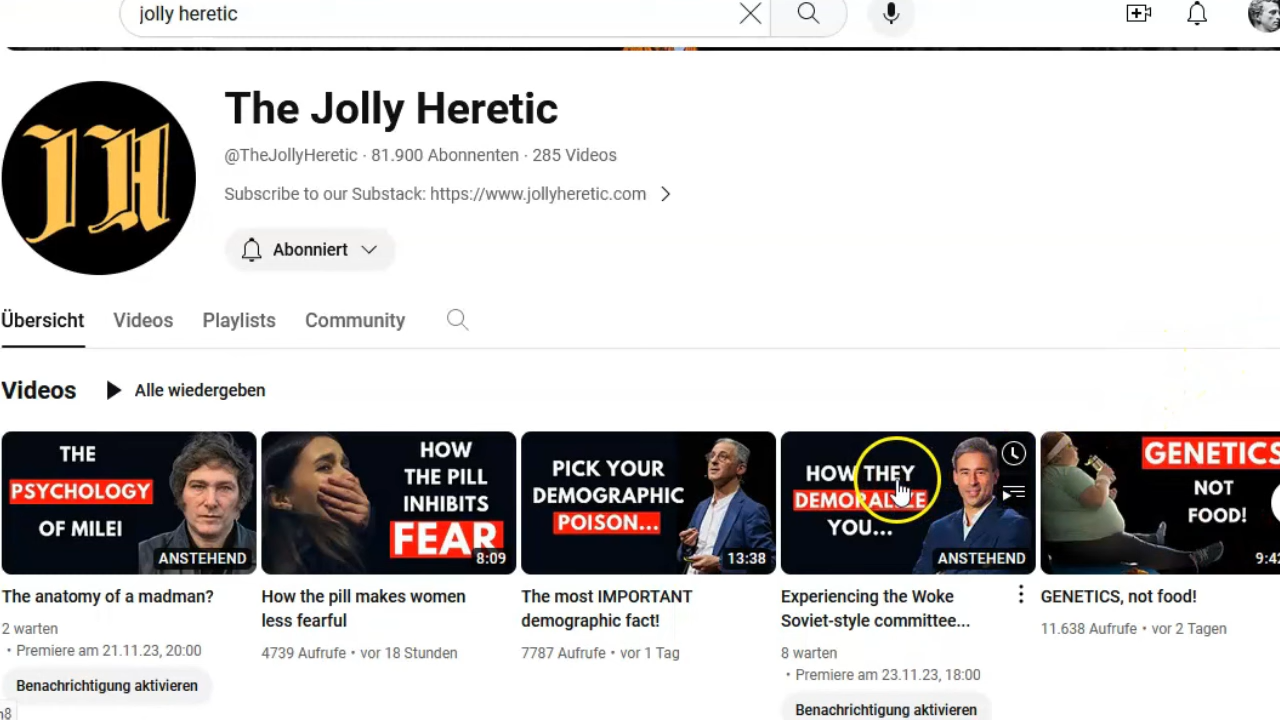 jolly heretic
JH
The Jolly Heretic
@TheJollyHeretic · 81.900 Abonnenten · 285 Videos
Subscribe to our Substack: https://www.jollyheretic.com
Abonniert
Übersicht Videos Playlists Community
Videos Alle wiedergeben
THE
PSYCHOLOGY
OF MILEI
ANSTEHEND
HOW
THE PILL
INHIBITS
FEAR
8:09
PICK YOUR
DEMOGRAPHIC
POISON...
13:38
HOW THEY
DEMORALIZE
YOU...
ANSTEHEND
GENETICS
NOT
FOOD!
9:42
The anatomy of a madman?
2 warten
• Premiere am 21.11.23, 20:00
Benachrichtigung aktivieren
How the pill makes women
less fearful
4739 Aufrufe • vor 18 Stunden
The most IMPORTANT
demographic fact!
7787 Aufrufe • vor 1 Tag
Experiencing the Woke
Soviet-style committee...
8 warten
• Premiere am 23.11.23, 18:00
Benachrichtigung aktivieren
GENETICS, not food!
11.638 Aufrufe • vor 2 Tagen